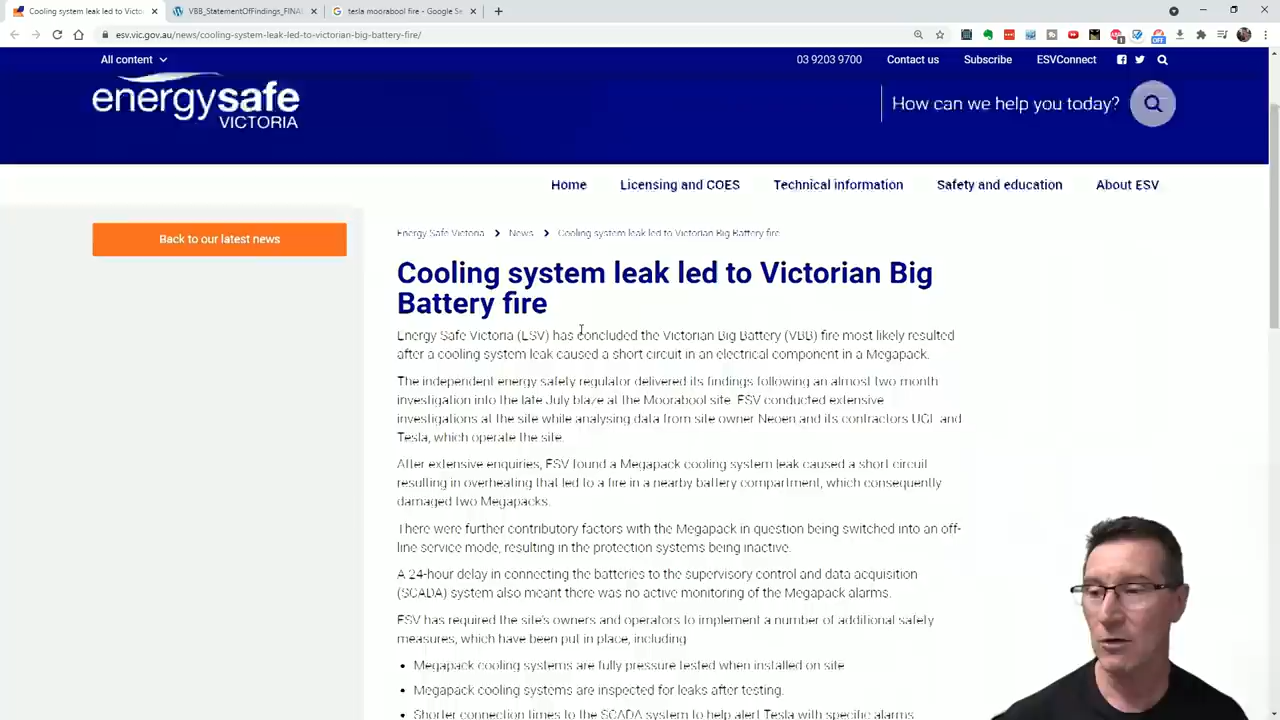 Cooling system leak led to Victor
VBB_StatementOfFindings_FINAL
tesla moorabool fire - Google Se
esv.vic.gov.au/news/cooling-system-leak-led-to-victorian-big-battery-fire/
All content
03 9203 9700
Contact us
Subscribe
ESVConnect
energysafe
VICTORIA
How can we help you today?
Home
Licensing and COES
Technical information
Safety and education
About ESV
Back to our latest news
Energy Safe Victoria > News > Cooling system leak led to Victorian Big Battery fire
Cooling system leak led to Victorian Big
Battery fire
Energy Safe Victoria (ESV) has concluded the Victorian Big Battery (VBB) fire most likely resulted
after a cooling system leak caused a short circuit in an electrical component in a Megapack.
The independent energy safety regulator delivered its findings following an almost two month
investigation into the late July blaze at the Moorabool site. ESV conducted extensive
investigations at the site while analysing data from site owner Neoen and its contractors UGL and
Tesla, which operate the site.
After extensive enquiries, ESV found a Megapack cooling system leak caused a short circuit
resulting in overheating that led to a fire in a nearby battery compartment, which consequently
damaged two Megapacks.
There were further contributory factors with the Megapack in question being switched into an off-
line service mode, resulting in the protection systems being inactive.
A 24-hour delay in connecting the batteries to the supervisory control and data acquisition
(SCADA) system also meant there was no active monitoring of the Megapack alarms.
ESV has required the site's owners and operators to implement a number of additional safety
measures, which have been put in place, including
• Megapack cooling systems are fully pressure tested when installed on site
• Megapack cooling systems are inspected for leaks after testing.
• Shorter connection times to the SCADA system to help alert Tesla with specific alarms